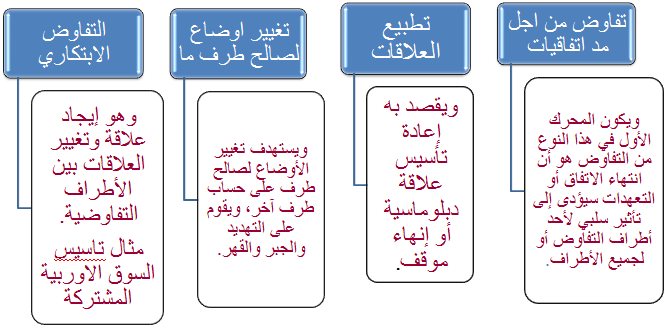 تفاوض من اجل
مد اتفاقيات
ويكون المحرك
الأول في هذا النوع
من التفاوض هو أن
انتهاء الاتفاق أو
التعهدات سيؤدى إلى
تأثير سلبي لأحد
أطراف التفاوض أو
لجميع الأطراف.
تطبيع
العلاقات
ويقصد به
إعادة
تأسيس
علاقة
دبلوماسية
أو إنهاء
موقف.
تغيير اوضاع
لصالح طرف ما
ويستهدف تغيير
الأوضاع لصالح
طرف على حساب
طرف آخر، ويقوم
على التهديد
والجبر والقهر.
التفاوض
الابتكاري
وهو إيجاد
علاقة وتغيير
العلاقات بين
الأطراف
التفاوضية.
مثال تاسيس
السوق الاوربية
المشتركة